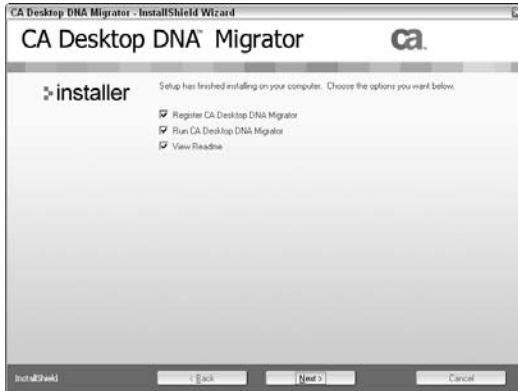 CA Desktop DNA Migrator - InstallShield Wizard
CA Desktop DNA™ Migrator
ca.
installer
Setup has finished installing on your computer. Choose the options you want below.
Register CA Desktop DNA Migrator
Run CA Desktop DNA Migrator
View Readme
InstallShield
< Back
Next >
Cancel